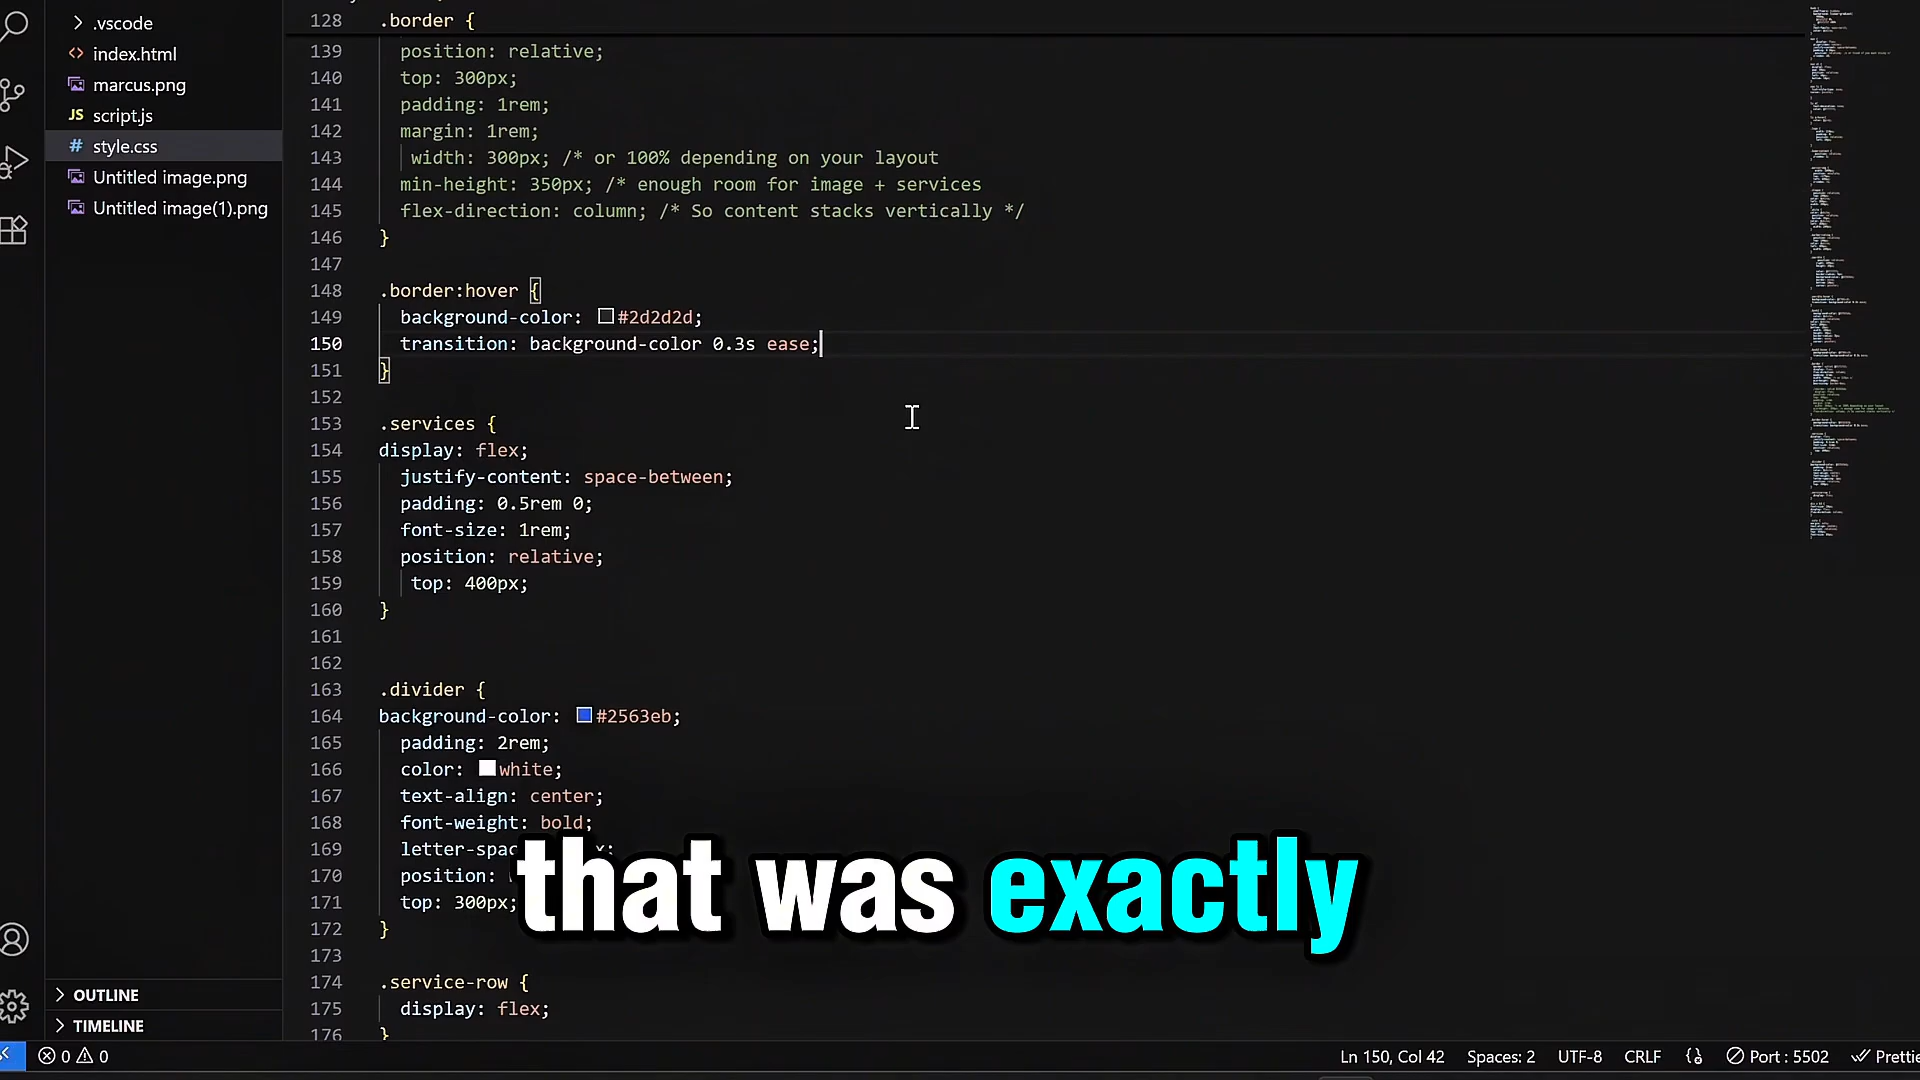 .vscode
index.html
marcus.png
JS script.js
# style.css
Untitled image.png
Untitled image(1).png
OUTLINE
TIMELINE
128 .border {
139 position: relative;
140 top: 300px;
141 padding: 1rem;
142 margin: 1rem;
143 width: 300px; /* or 100% depending on your layout
144 min-height: 350px; /* enough room for image + services
145 flex-direction: column; /* So content stacks vertically */
146 }
147
148 .border:hover {
149 background-color: #2d2d2d;
150 transition: background-color 0.3s ease;
151 }
152
153 .services {
154 display: flex;
155 justify-content: space-between;
156 padding: 0.5rem 0;
157 font-size: 1rem;
158 position: relative;
159 top: 400px;
160 }
161
162
163 .divider {
164 background-color: #2563eb;
165 padding: 2rem;
166 color: white;
167 text-align: center;
168 font-weight: bold;
169 letter-spac
170 position:
171 top: 300px;
172 }
173
174 .service-row {
175 display: flex;
176 }
that was exactly
0 0
Ln 150, Col 42 Spaces: 2 UTF-8 CRLF {} Port : 5502 Prettie